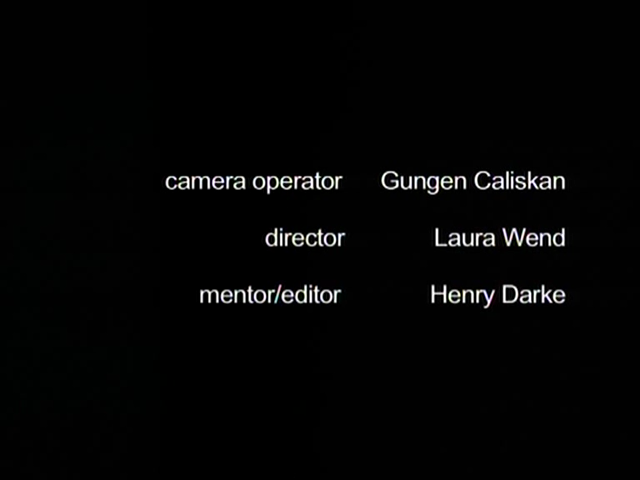 camera operator Gungen Caliskan
director Laura Wend
mentor/editor Henry Darke